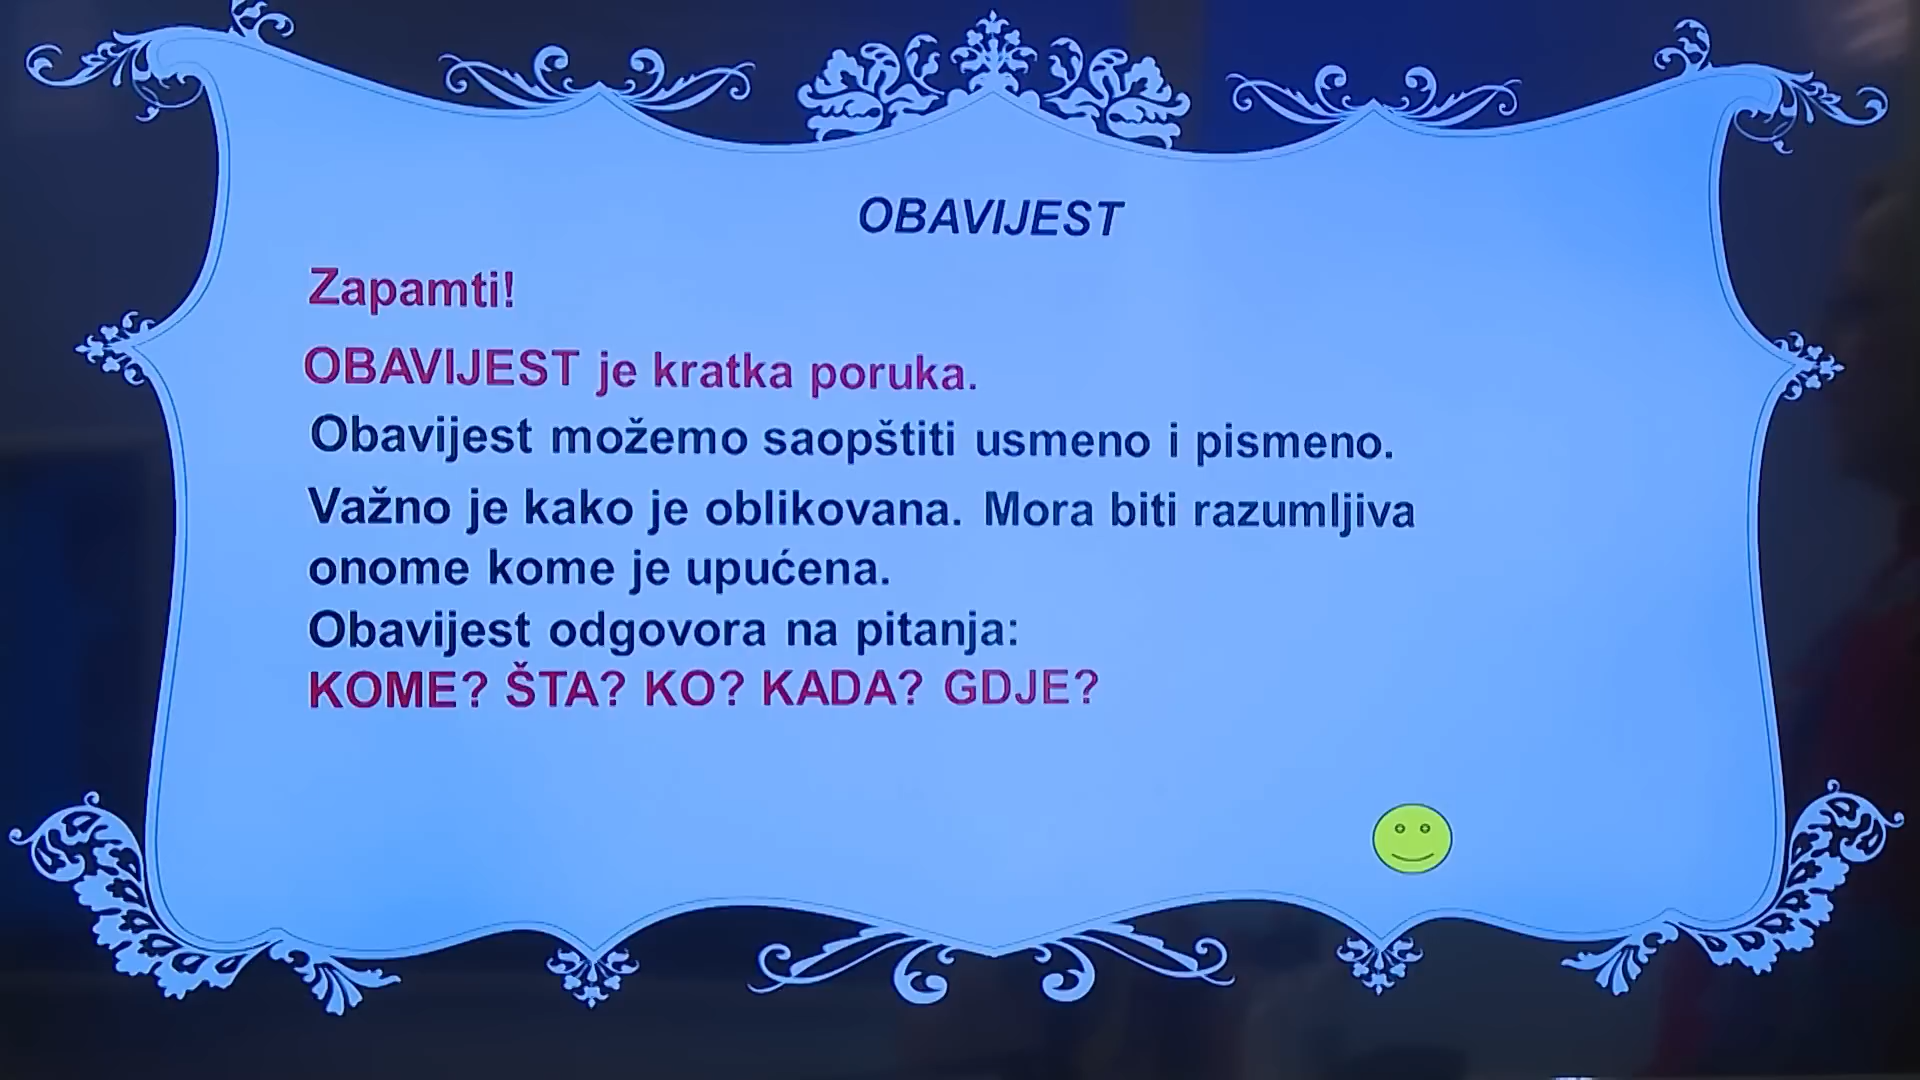 OBAVIJEST
Zapamti!
OBAVIJEST je kratka poruka.
Obavijest možemo saopštiti usmeno i pismeno.
Važno je kako je oblikovana. Mora biti razumljiva
onome kome je upućena.
Obavijest odgovora na pitanja:
KOME? ŠTA? KO? KADA? GDJE?